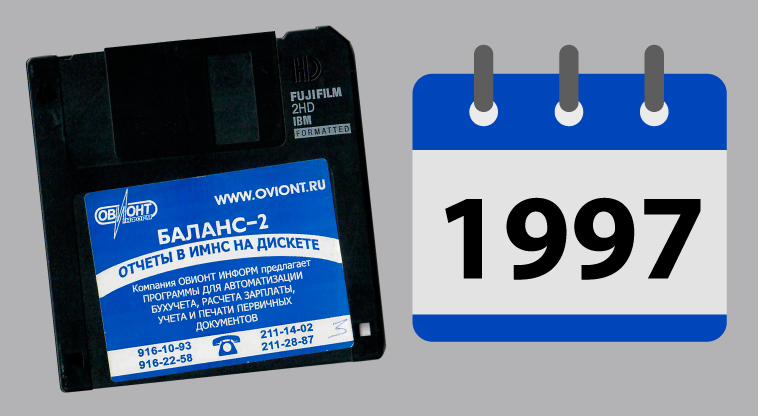 HD
FUJIFILM
2HD
IBM
FORMATTED
ОВИОНТ
ИНФОРМ
WWW.OVIONT.RU
БАЛАНС-2
ОТЧЕТЫ В ИМНС НА ДИСКЕТЕ
Компания ОВИОНТ ИНФОРМ предлагает
ПРОГРАММЫ ДЛЯ АВТОМАТИЗАЦИИ
БУХУЧЕТА, РАСЧЕТА ЗАРПЛАТЫ,
УЧЕТА И ПЕЧАТИ ПЕРВИЧНЫХ
ДОКУМЕНТОВ
916-10-93
916-22-58
211-14-02
211-28-87
3
1997